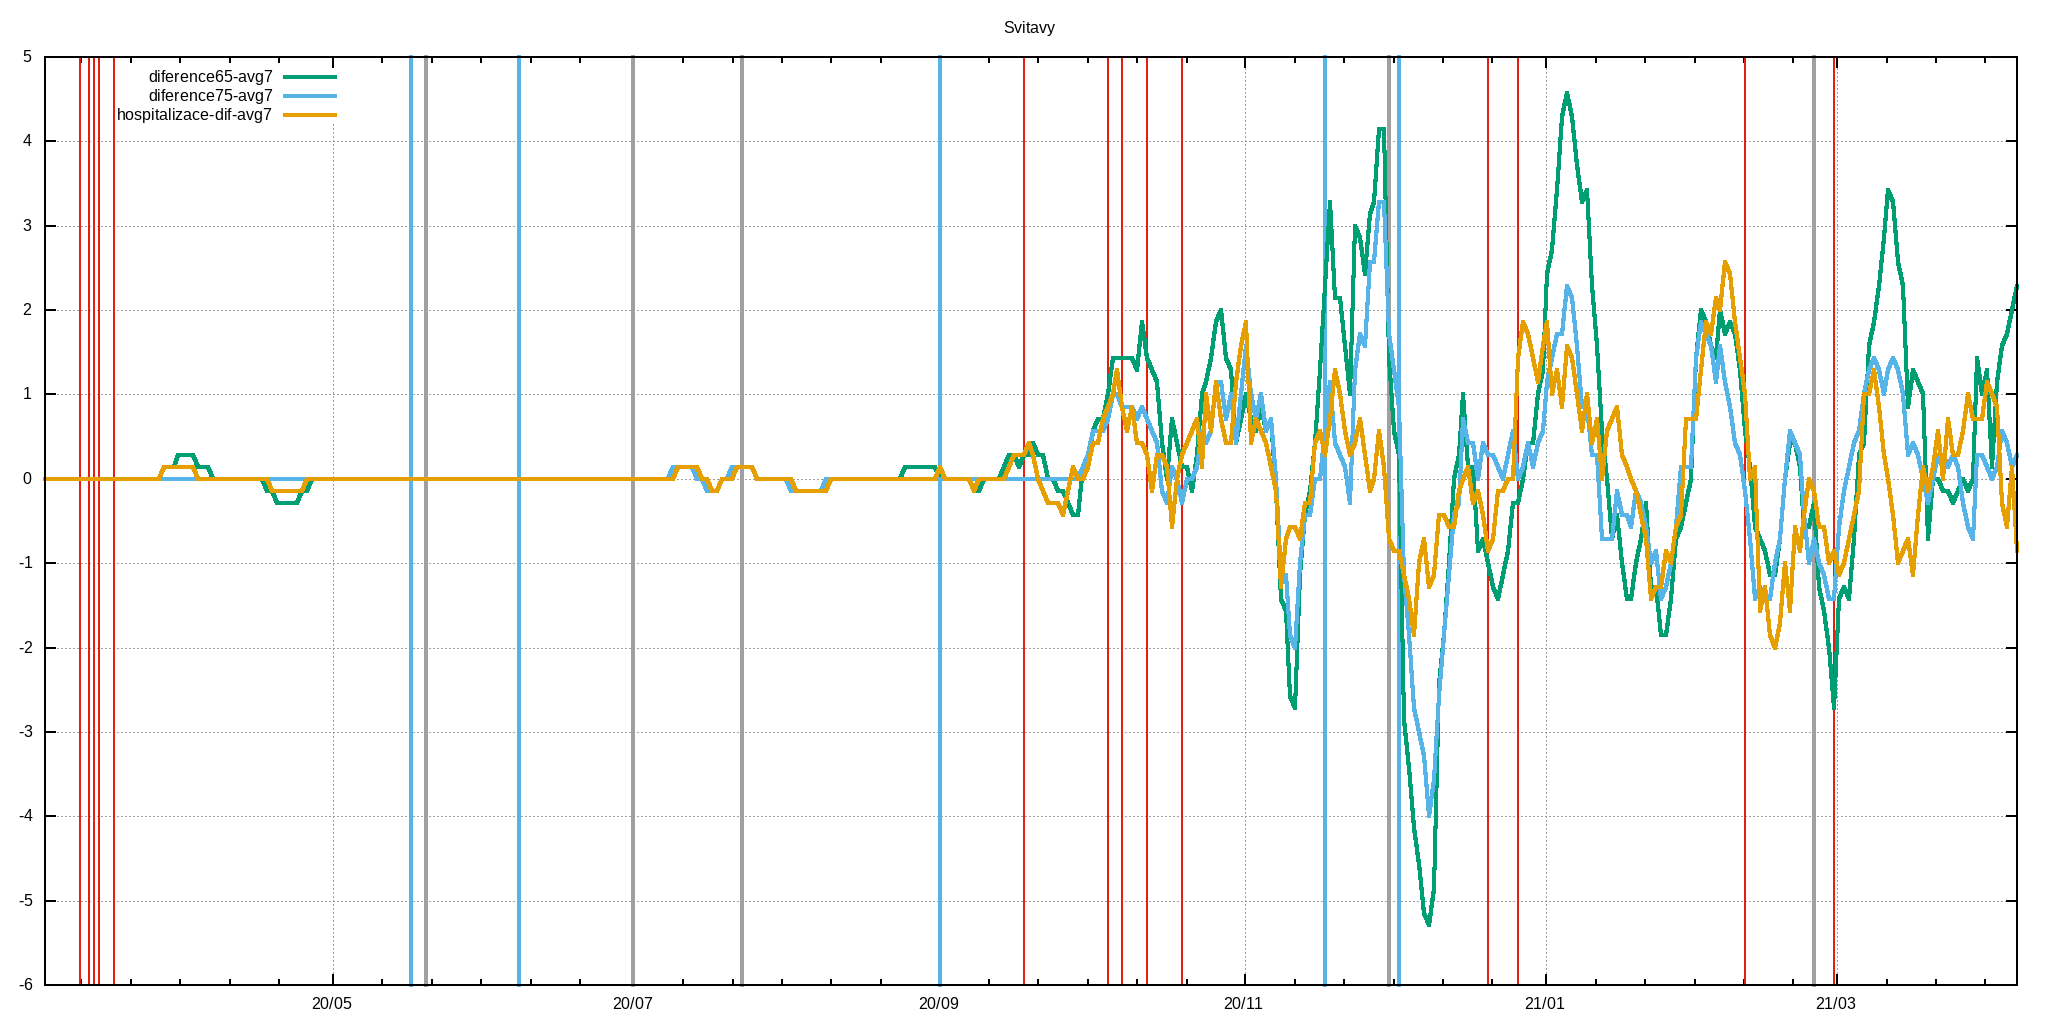 Svitavy
5
diference65-avg7
diference75-avg7
hospitalizace-dif-avg7
4
3
2
1
0
-1
-2
-3
-4
-5
-6
20/05 20/07 20/09 20/11 21/01 21/03